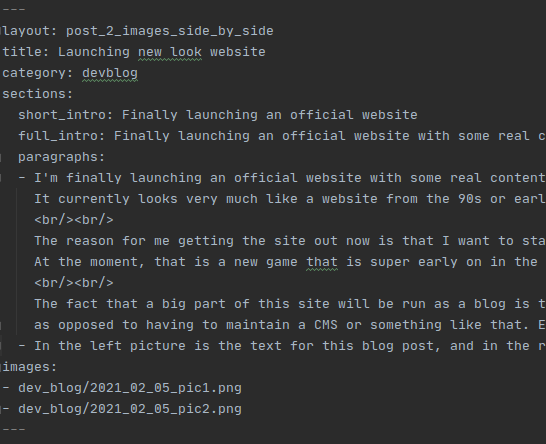 ---
layout: post_2_images_side_by_side
title: Launching new look website
category: devblog
sections:
short_intro: Finally launching an official website
full_intro: Finally launching an official website with some real c
paragraphs:
- I'm finally launching an official website with some real content
It currently looks very much like a website from the 90s or earl
<br/><br/>
The reason for me getting the site out now is that I want to sta
At the moment, that is a new game that is super early on in the
<br/><br/>
The fact that a big part of this site will be run as a blog is t
as opposed to having to maintain a CMS or something like that. E
- In the left picture is the text for this blog post, and in the r
images:
- dev_blog/2021_02_05_pic1.png
- dev_blog/2021_02_05_pic2.png
---